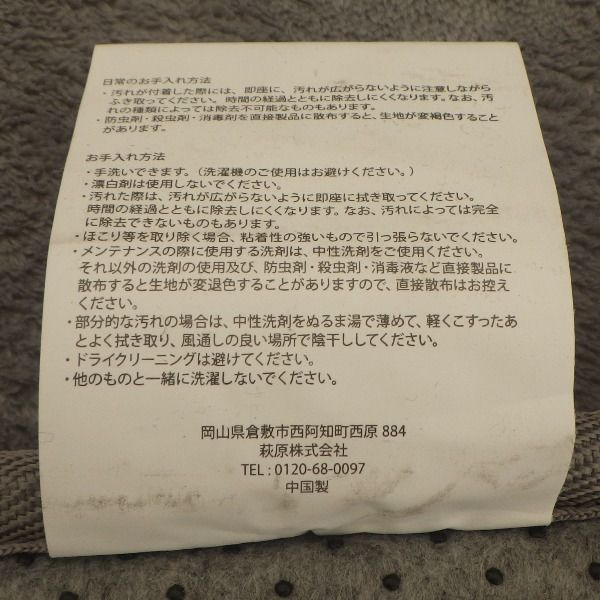 日常のお手入れ方法
・汚れが付着した際には、即座に、汚れが広がらないように注意しながら
ふき取ってください。時間の経過とともに除去しにくくなります。なお、汚
れの種類によっては除去不可能なものもあります。
・防虫剤・殺虫剤・消毒剤を直接製品に散布すると、生地が変褪色すること
があります。
お手入れ方法
・手洗いできます。（洗濯機のご使用はお避けください。）
・漂白剤は使用しないでください。
・汚れた際は、汚れが広がらないように即座に拭き取ってください。
時間の経過とともに除去しにくくなります。なお、汚れによっては完全
に除去できないものもあります。
・ほこり等を取り除く場合、粘着性の強いもので引っ張らないでください。
・メンテナンスの際に使用する洗剤は、中性洗剤をご使用ください。
それ以外の洗剤の使用及び、防虫剤・殺虫剤・消毒液など直接製品に
散布すると生地が変退色することがありますので、直接散布はお控え
ください。
・部分的な汚れの場合は、中性洗剤をぬるま湯で薄めて、軽くこすったあ
とよく拭き取り、風通しの良い場所で陰干ししてください。
・ドライクリーニングは避けてください。
・他のものと一緒に洗濯しないでください。
岡山県倉敷市西阿知町西原 884
萩原株式会社
TEL : 0120-68-0097
中国製